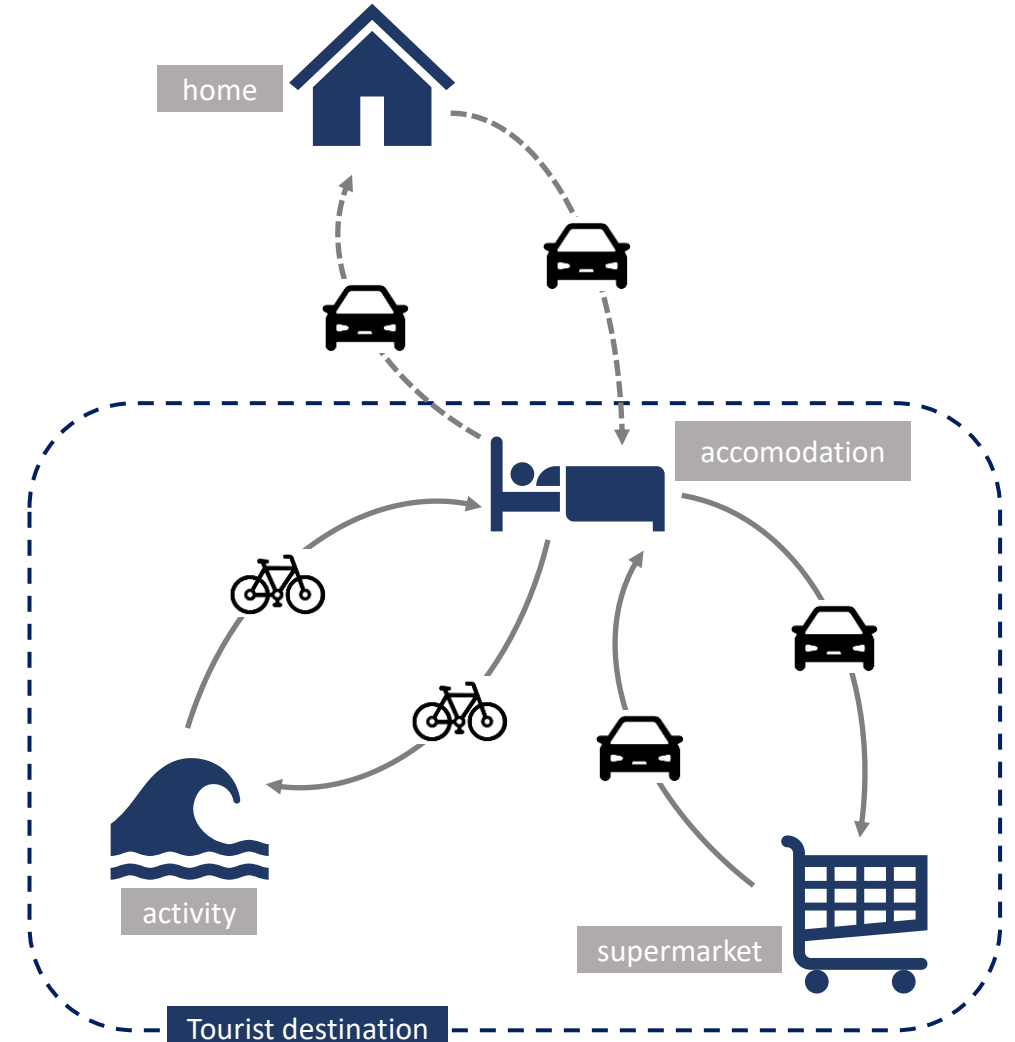 home
accomodation
activity
supermarket
Tourist destination